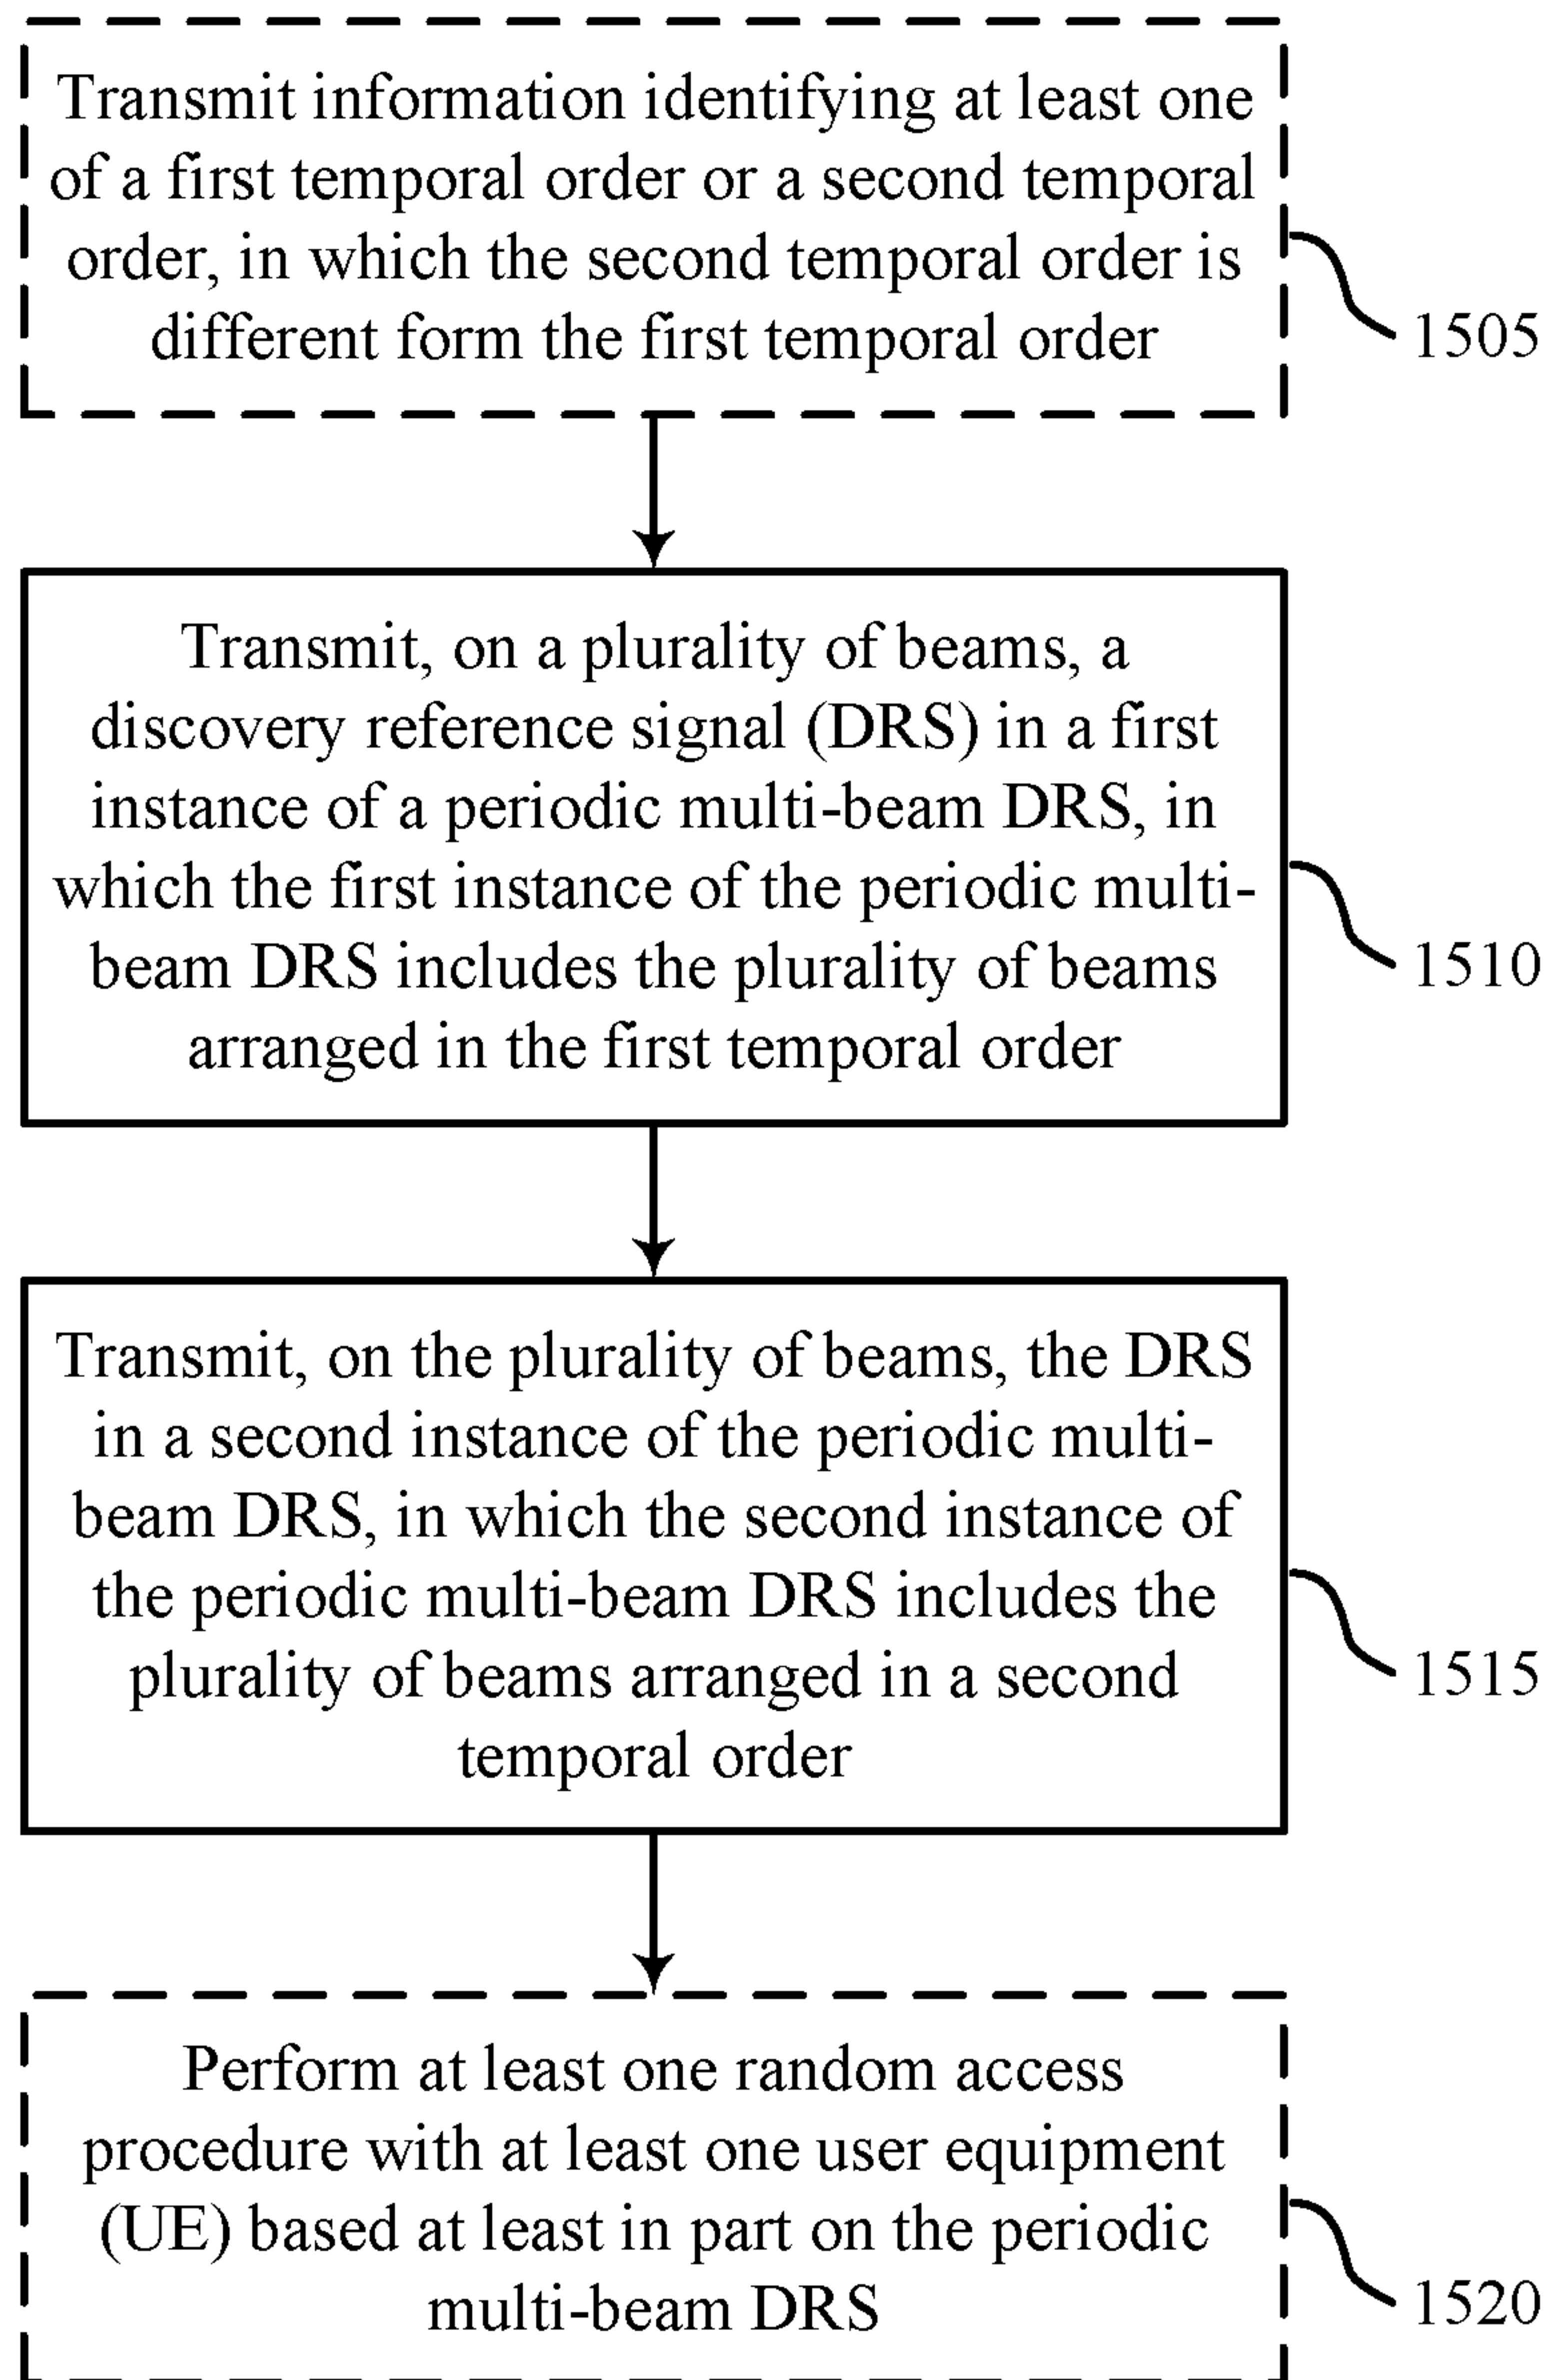 Transmit information identifying at least one
of a first temporal order or a second temporal
order, in which the second temporal order is
different form the first temporal order
1505
Transmit, on a plurality of beams, a
discovery reference signal (DRS) in a first
instance of a periodic multi-beam DRS, in
which the first instance of the periodic multi-
beam DRS includes the plurality of beams
arranged in the first temporal order
1510
Transmit, on the plurality of beams, the DRS
in a second instance of the periodic multi-
beam DRS, in which the second instance of
the periodic multi-beam DRS includes the
plurality of beams arranged in a second
temporal order
1515
Perform at least one random access
procedure with at least one user equipment
(UE) based at least in part on the periodic
multi-beam DRS
1520